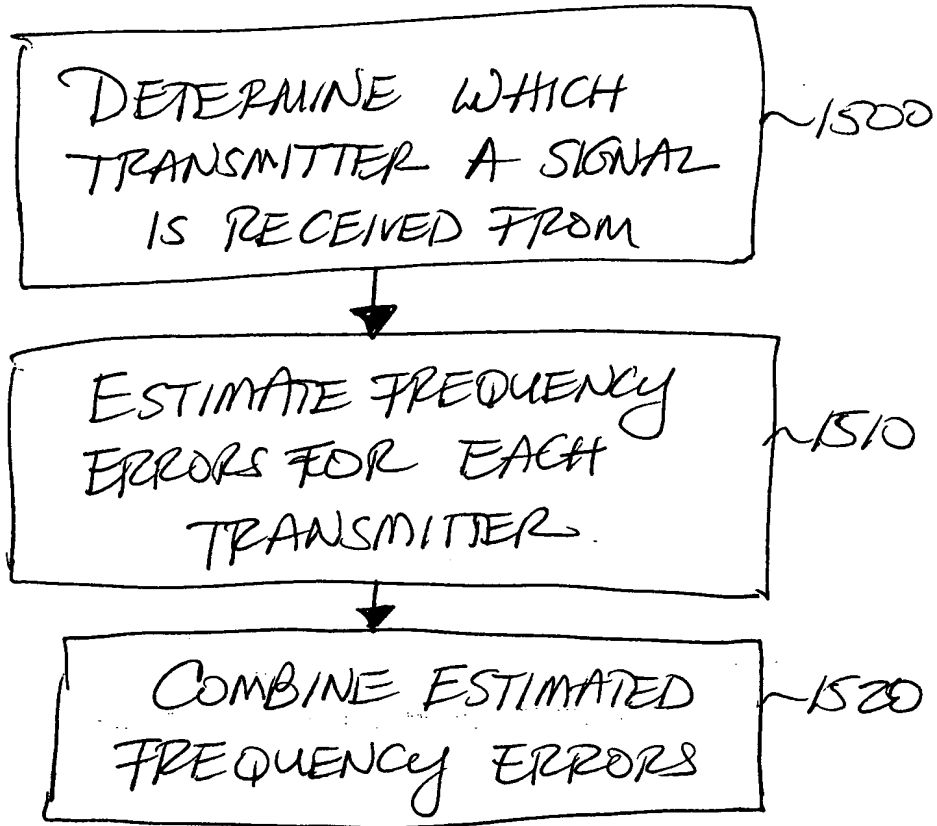 DETERMINE WHICH
TRANSMITTER A SIGNAL
IS RECEIVED FROM
1500
ESTIMATE FREQUENCY
ERRORS FOR EACH
TRANSMITTER.
1510
COMBINE ESTIMATED
FREQUENCY ERRORS
1520